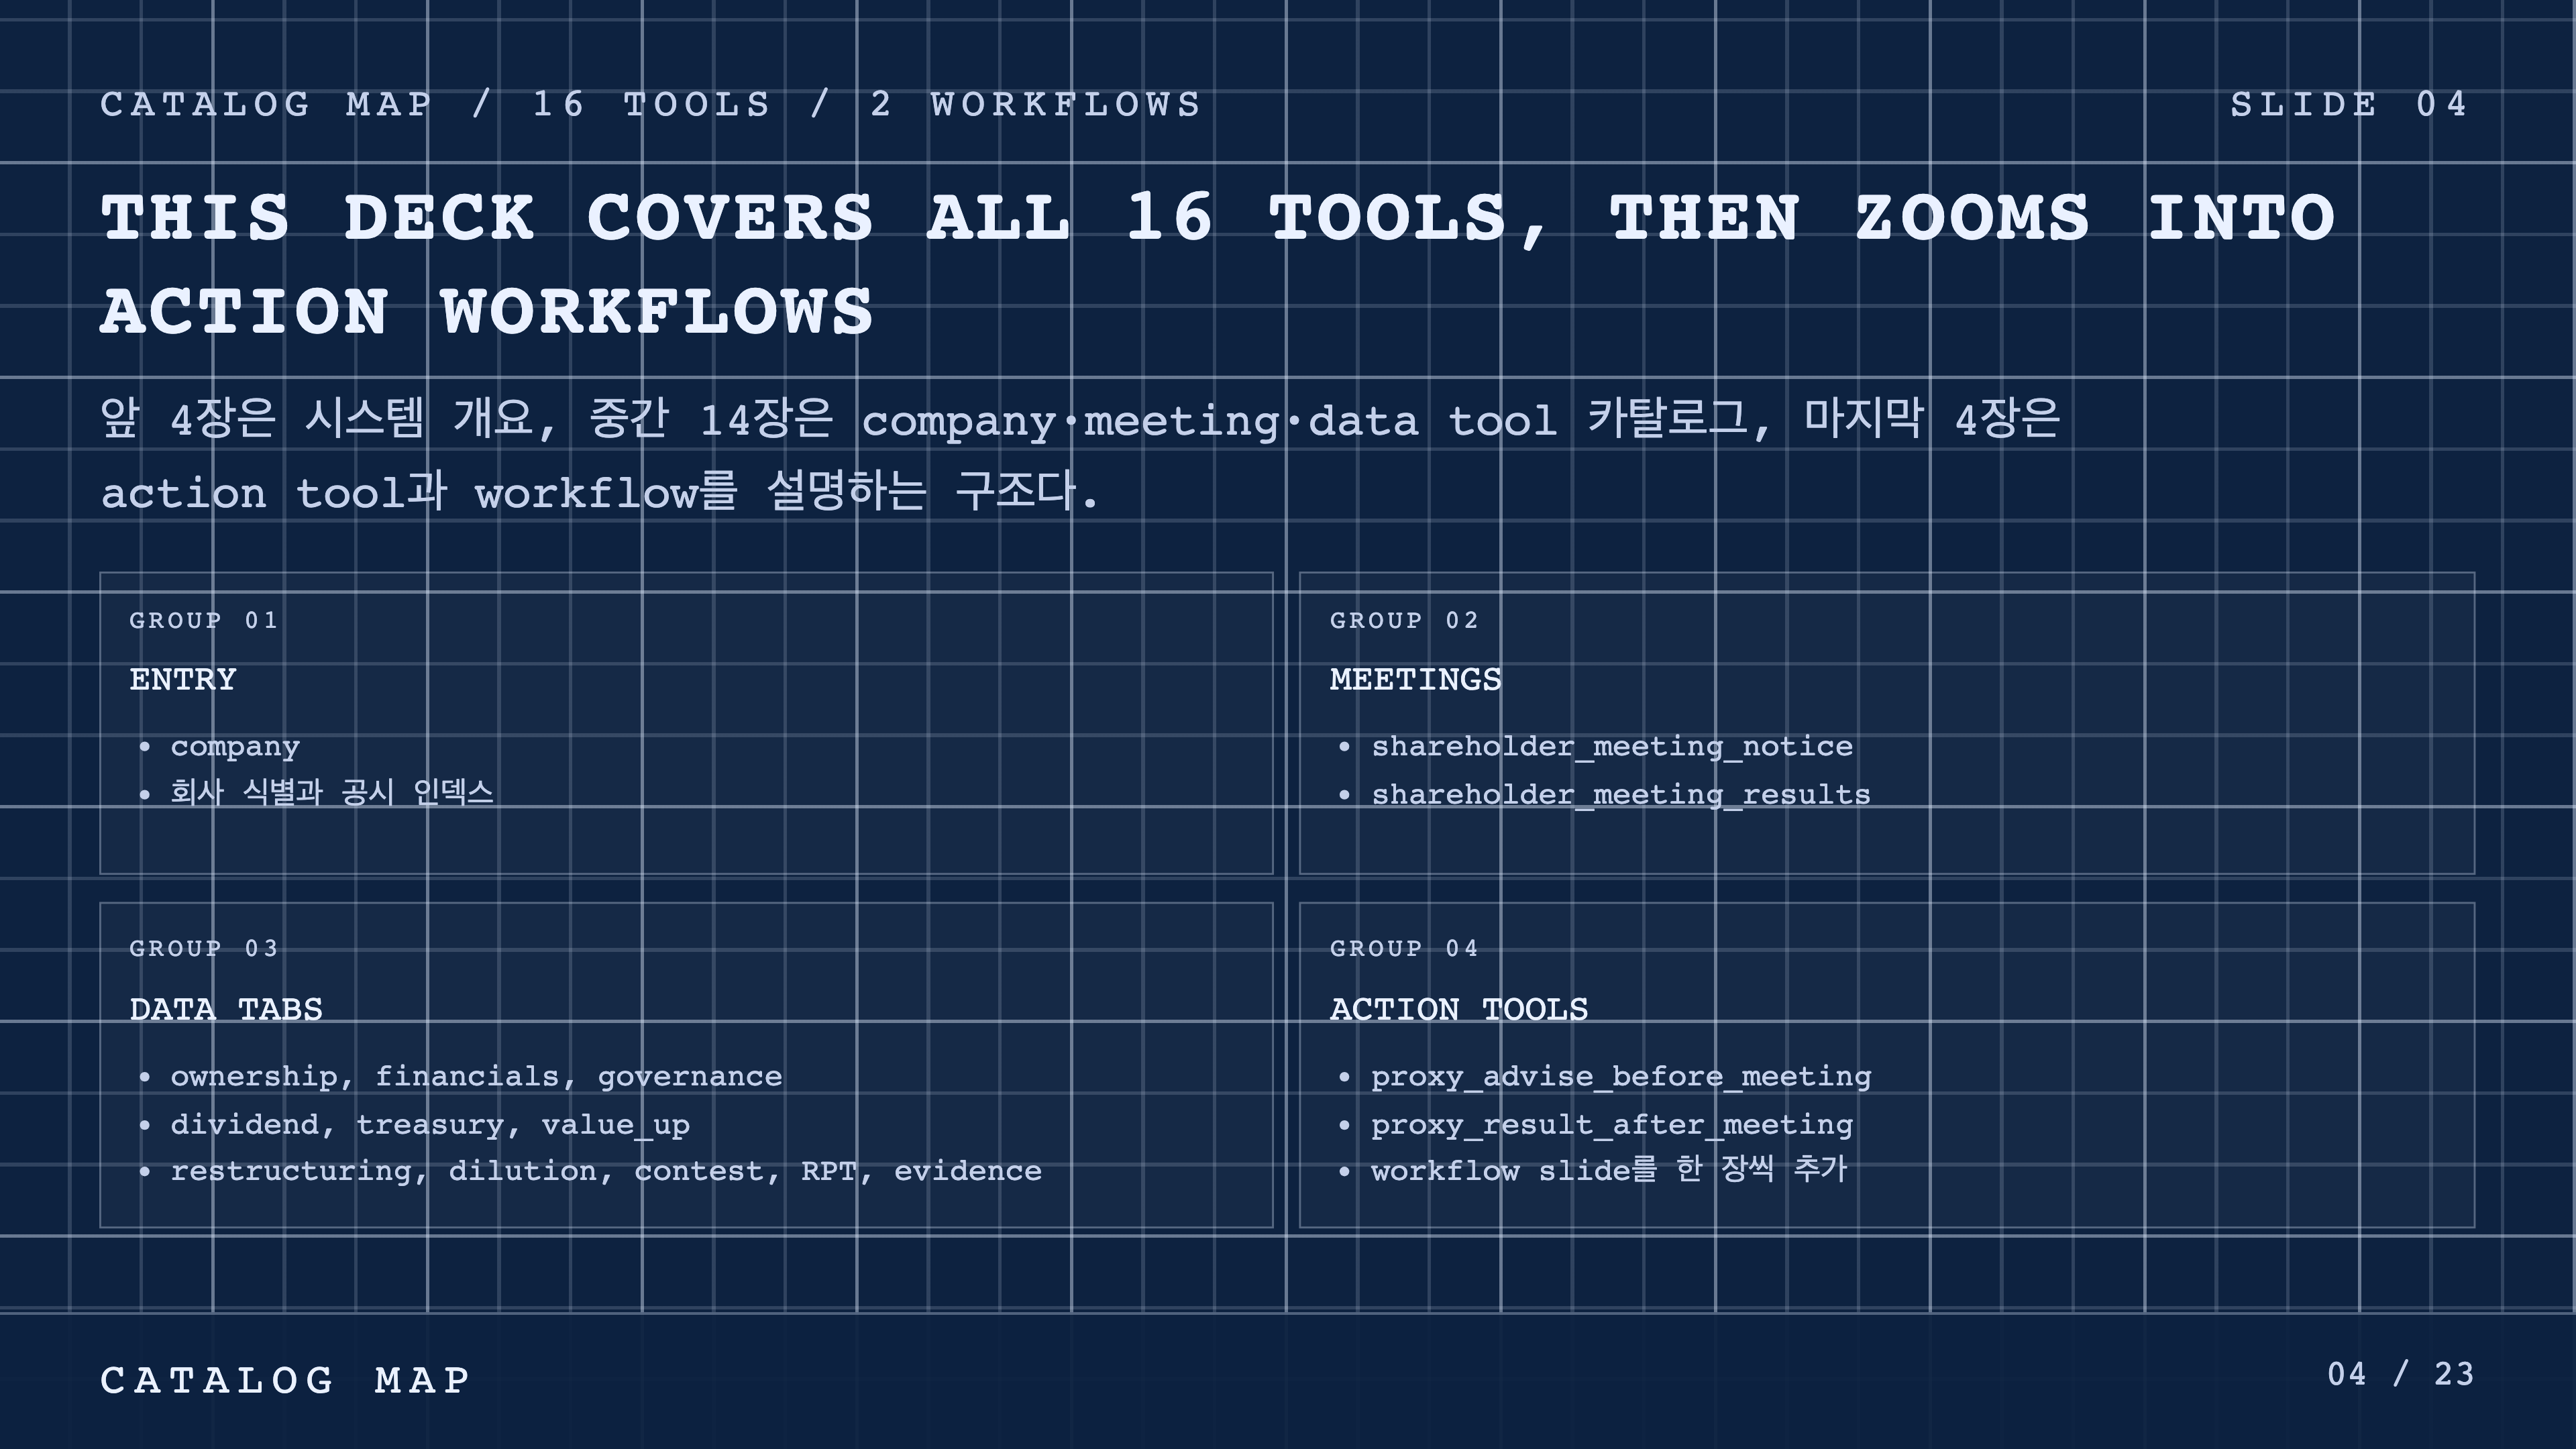 CATALOG MAP / 16 TOOLS / 2 WORKFLOWS
SLIDE 04
THIS DECK COVERS ALL 16 TOOLS, THEN ZOOMS INTO
ACTION WORKFLOWS
앞 4장은 시스템 개요, 중간 14장은 company·meeting·data tool 카탈로그, 마지막 4장은
action tool과 workflow를 설명하는 구조다.
GROUP 01
ENTRY
• company
• 회사 식별과 공시 인덱스
GROUP 02
MEETINGS
• shareholder_meeting_notice
• shareholder_meeting_results
GROUP 03
DATA TABS
• ownership, financials, governance
• dividend, treasury, value_up
• restructuring, dilution, contest, RPT, evidence
GROUP 04
ACTION TOOLS
• proxy_advise_before_meeting
• proxy_result_after_meeting
• workflow slide를 한 장씩 추가
CATALOG MAP
04 / 23